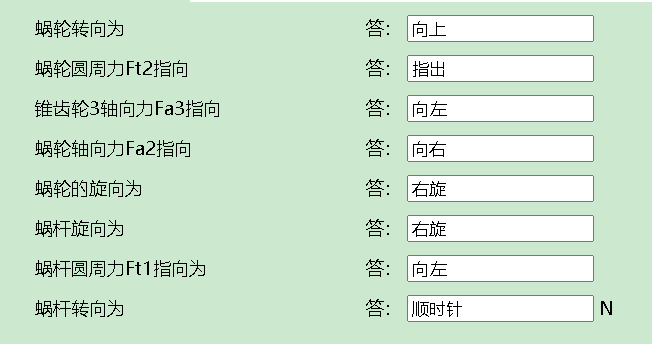 蜗轮转向为 答: 向上
蜗轮圆周力Ft2指向 答: 指出
锥齿轮3轴向力Fa3指向 答: 向左
蜗轮轴向力Fa2指向 答: 向右
蜗轮的旋向为 答: 右旋
蜗杆旋向为 答: 右旋
蜗杆圆周力Ft1指向为 答: 向左
蜗杆转向为 答: 顺时针 N